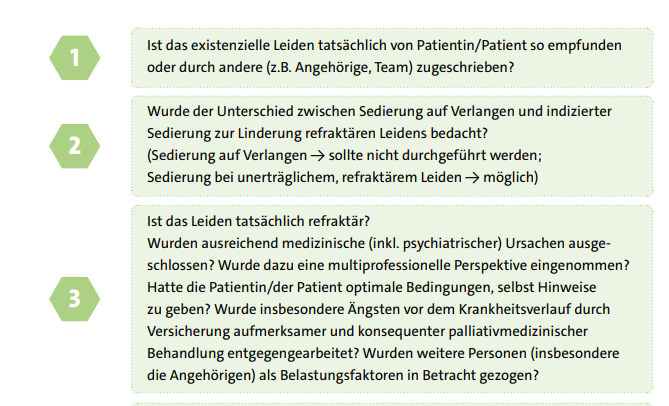 1
Ist das existenzielle Leiden tatsächlich von Patientin/Patient so empfunden
oder durch andere (z.B. Angehörige, Team) zugeschrieben?
2
Wurde der Unterschied zwischen Sedierung auf Verlangen und indizierter
Sedierung zur Linderung refraktären Leidens bedacht?
(Sedierung auf Verlangen → sollte nicht durchgeführt werden;
Sedierung bei unerträglichem, refraktärem Leiden → möglich)
3
Ist das Leiden tatsächlich refraktär?
Wurden ausreichend medizinische (inkl. psychiatrischer) Ursachen ausge-
schlossen? Wurde dazu eine multiprofessionelle Perspektive eingenommen?
Hatte die Patientin/der Patient optimale Bedingungen, selbst Hinweise
zu geben? Wurde insbesondere Ängsten vor dem Krankheitsverlauf durch
Versicherung aufmerksamer und konsequenter palliativmedizinischer
Behandlung entgegengearbeitet? Wurden weitere Personen (insbesondere
die Angehörigen) als Belastungsfaktoren in Betracht gezogen?